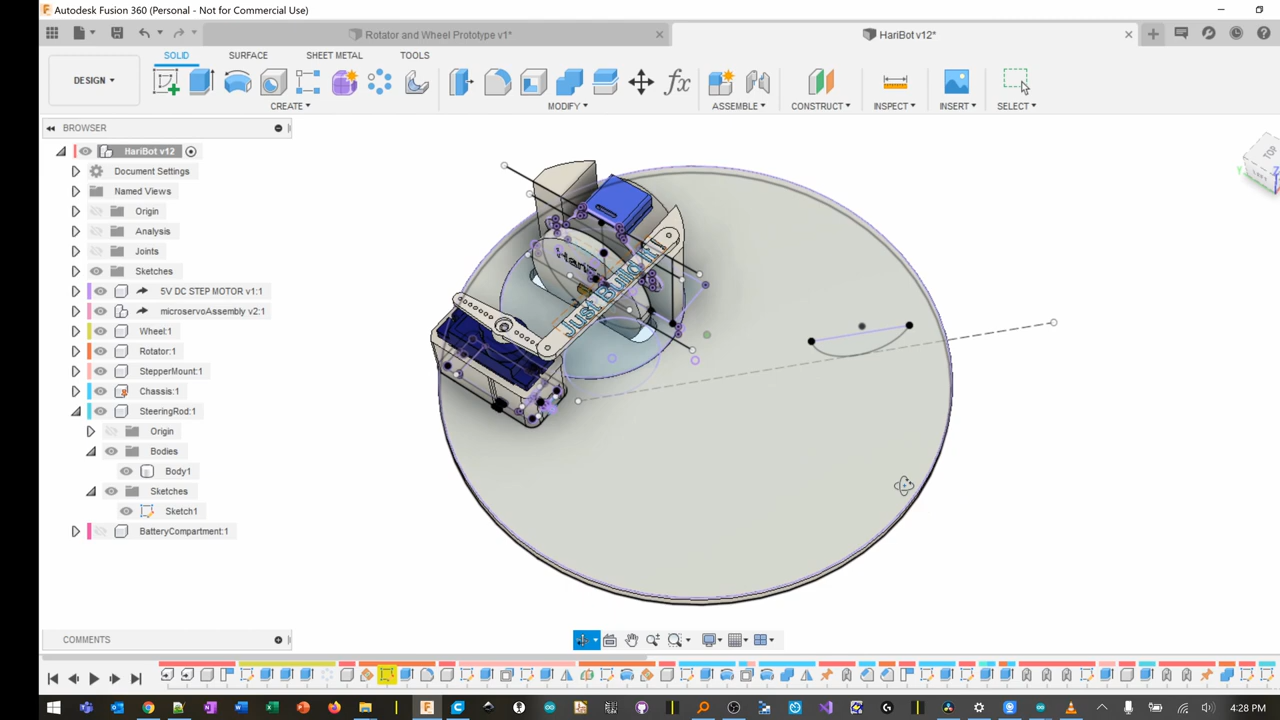 Autodesk Fusion 360 (Personal - Not for Commercial Use)
Rotator and Wheel Prototype v1*
HariBot v12*
SOLID
SURFACE
SHEET METAL
TOOLS
DESIGN
CREATE
MODIFY
ASSEMBLE
CONSTRUCT
INSPECT
INSERT
SELECT
BROWSER
HariBot v12
Document Settings
Named Views
Origin
Analysis
Joints
Sketches
5V DC STEP MOTOR v1:1
microservoAssembly v2:1
Wheel:1
Rotator:1
StepperMount:1
Chassis:1
SteeringRod:1
Origin
Bodies
Body1
Sketches
Sketch1
BatteryCompartment:1
Just Build It
TOP
LEFT
COMMENTS
4:28 PM